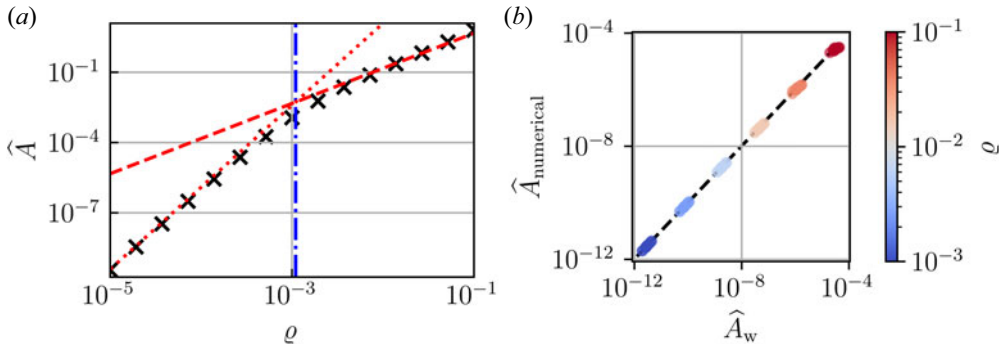 (a)
10⁻¹
10⁻⁴
10⁻⁷
Â
10⁻⁵
10⁻³
10⁻¹
ϱ
(b)
10⁻⁴
10⁻⁸
10⁻¹²
Â_numerical
10⁻¹²
10⁻⁸
10⁻⁴
Â_w
10⁻¹
10⁻²
10⁻³
ϱ